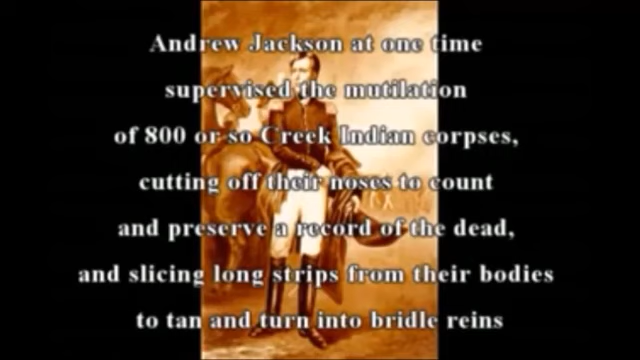 Andrew Jackson at one time
supervised the mutilation
of 800 or so Creek Indian corpses,
cutting off their noses to count
and preserve a record of the dead,
and slicing long strips from their bodies
to tan and turn into bridle reins